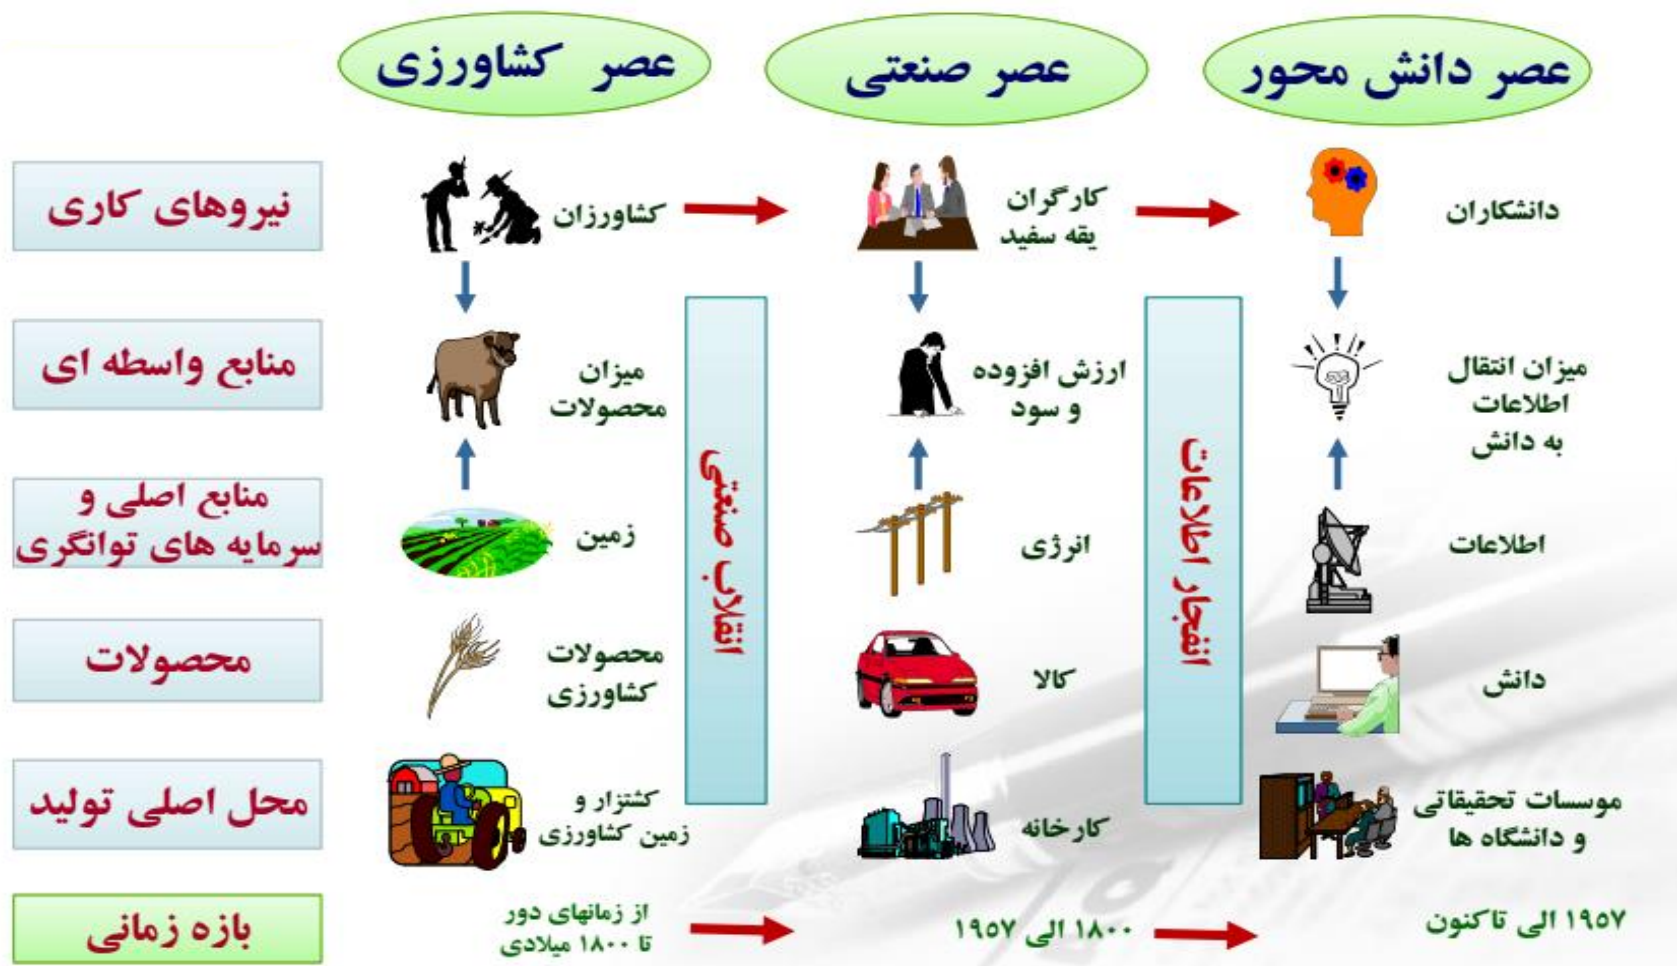 عصر کشاورزی
عصر صنعتی
عصر دانش محور
نیروهای کاری
کشاورزان
کارگران
یقه سفید
دانشکاران
منابع واسطه ای
میزان
محصولات
ارزش افزوده
و سود
میزان انتقال
اطلاعات
به دانش
منابع اصلی و
سرمایه های توانگری
زمین
انرژی
اطلاعات
انقلاب صنعتی
انفجار اطلاعات
محصولات
محصولات
کشاورزی
کالا
دانش
محل اصلی تولید
کشتزار و
زمین کشاورزی
کارخانه
موسسات تحقیقاتی
و دانشگاه ها
بازه زمانی
از زمانهای دور
تا ۱۸۰۰ میلادی
۱۸۰۰ الی ۱۹۵۷
۱۹۵۷ الی تاکنون